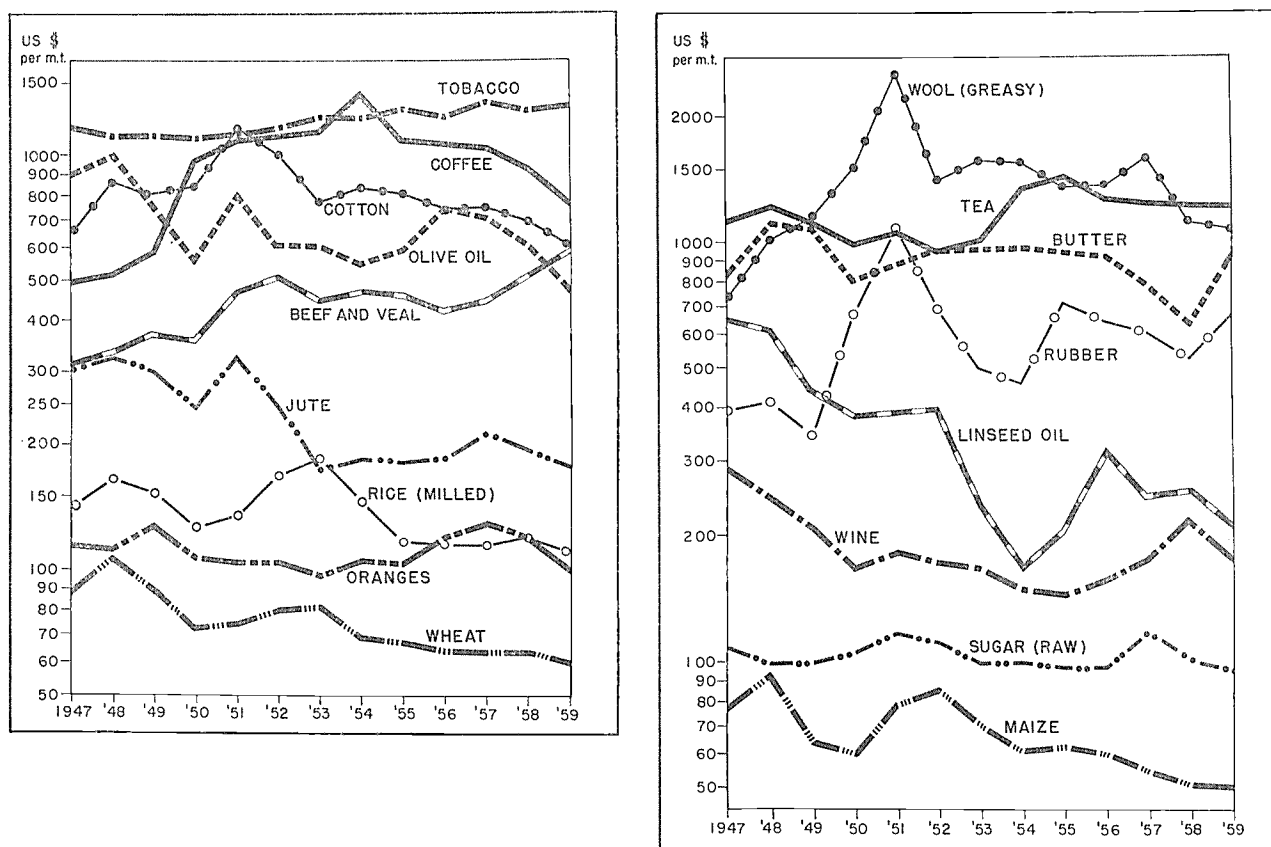 US $
per m.t.
1500
1000
900
800
700
600
500
400
300
250
200
150
100
90
80
70
60
50
TOBACCO
COFFEE
COTTON
OLIVE OIL
BEEF AND VEAL
JUTE
RICE (MILLED)
ORANGES
WHEAT
1947 '48 '49 '50 '51 '52 '53 '54 '55 '56 '57 '58 '59
US $
per m.t.
2000
1500
1000
900
800
700
600
500
400
300
200
100
90
80
70
60
50
WOOL (GREASY)
TEA
BUTTER
RUBBER
LINSEED OIL
WINE
SUGAR (RAW)
MAIZE
1947 '48 '49 '50 '51 '52 '53 '54 '55 '56 '57 '58 '59